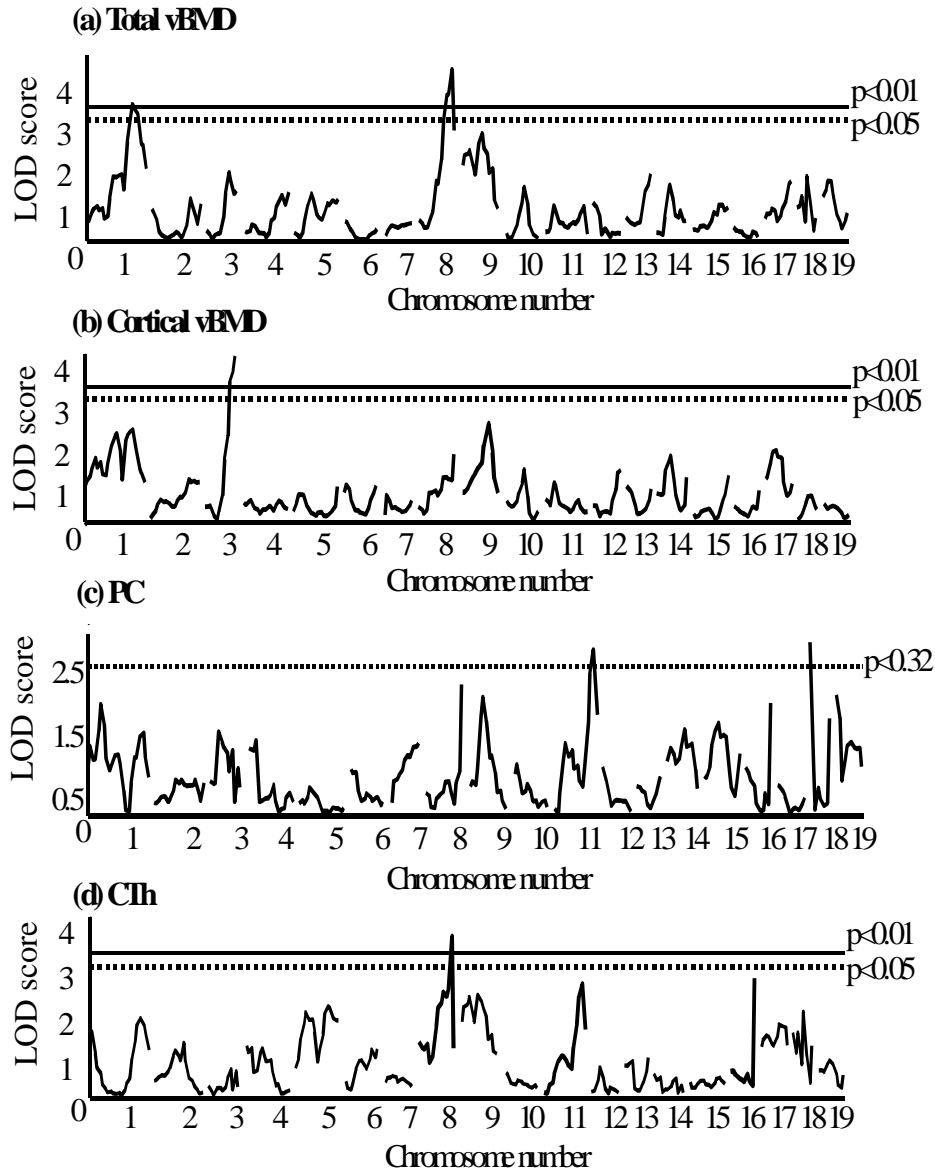 (a) Total vBMD
LOD score
4
3
2
1
0
p<0.01
p<0.05
1 2 3 4 5 6 7 8 9 10 11 12 13 14 15 16 17 18 19
Chromosome number
(b) Cortical vBMD
LOD score
4
3
2
1
0
p<0.01
p<0.05
1 2 3 4 5 6 7 8 9 10 11 12 13 14 15 16 17 18 19
Chromosome number
(c) PC
LOD score
2.5
1.5
0.5
0
p<0.32
1 2 3 4 5 6 7 8 9 10 11 12 13 14 15 16 17 18 19
Chromosome number
(d) CTh
LOD score
4
3
2
1
0
p<0.01
p<0.05
1 2 3 4 5 6 7 8 9 10 11 12 13 14 15 16 17 18 19
Chromosome number